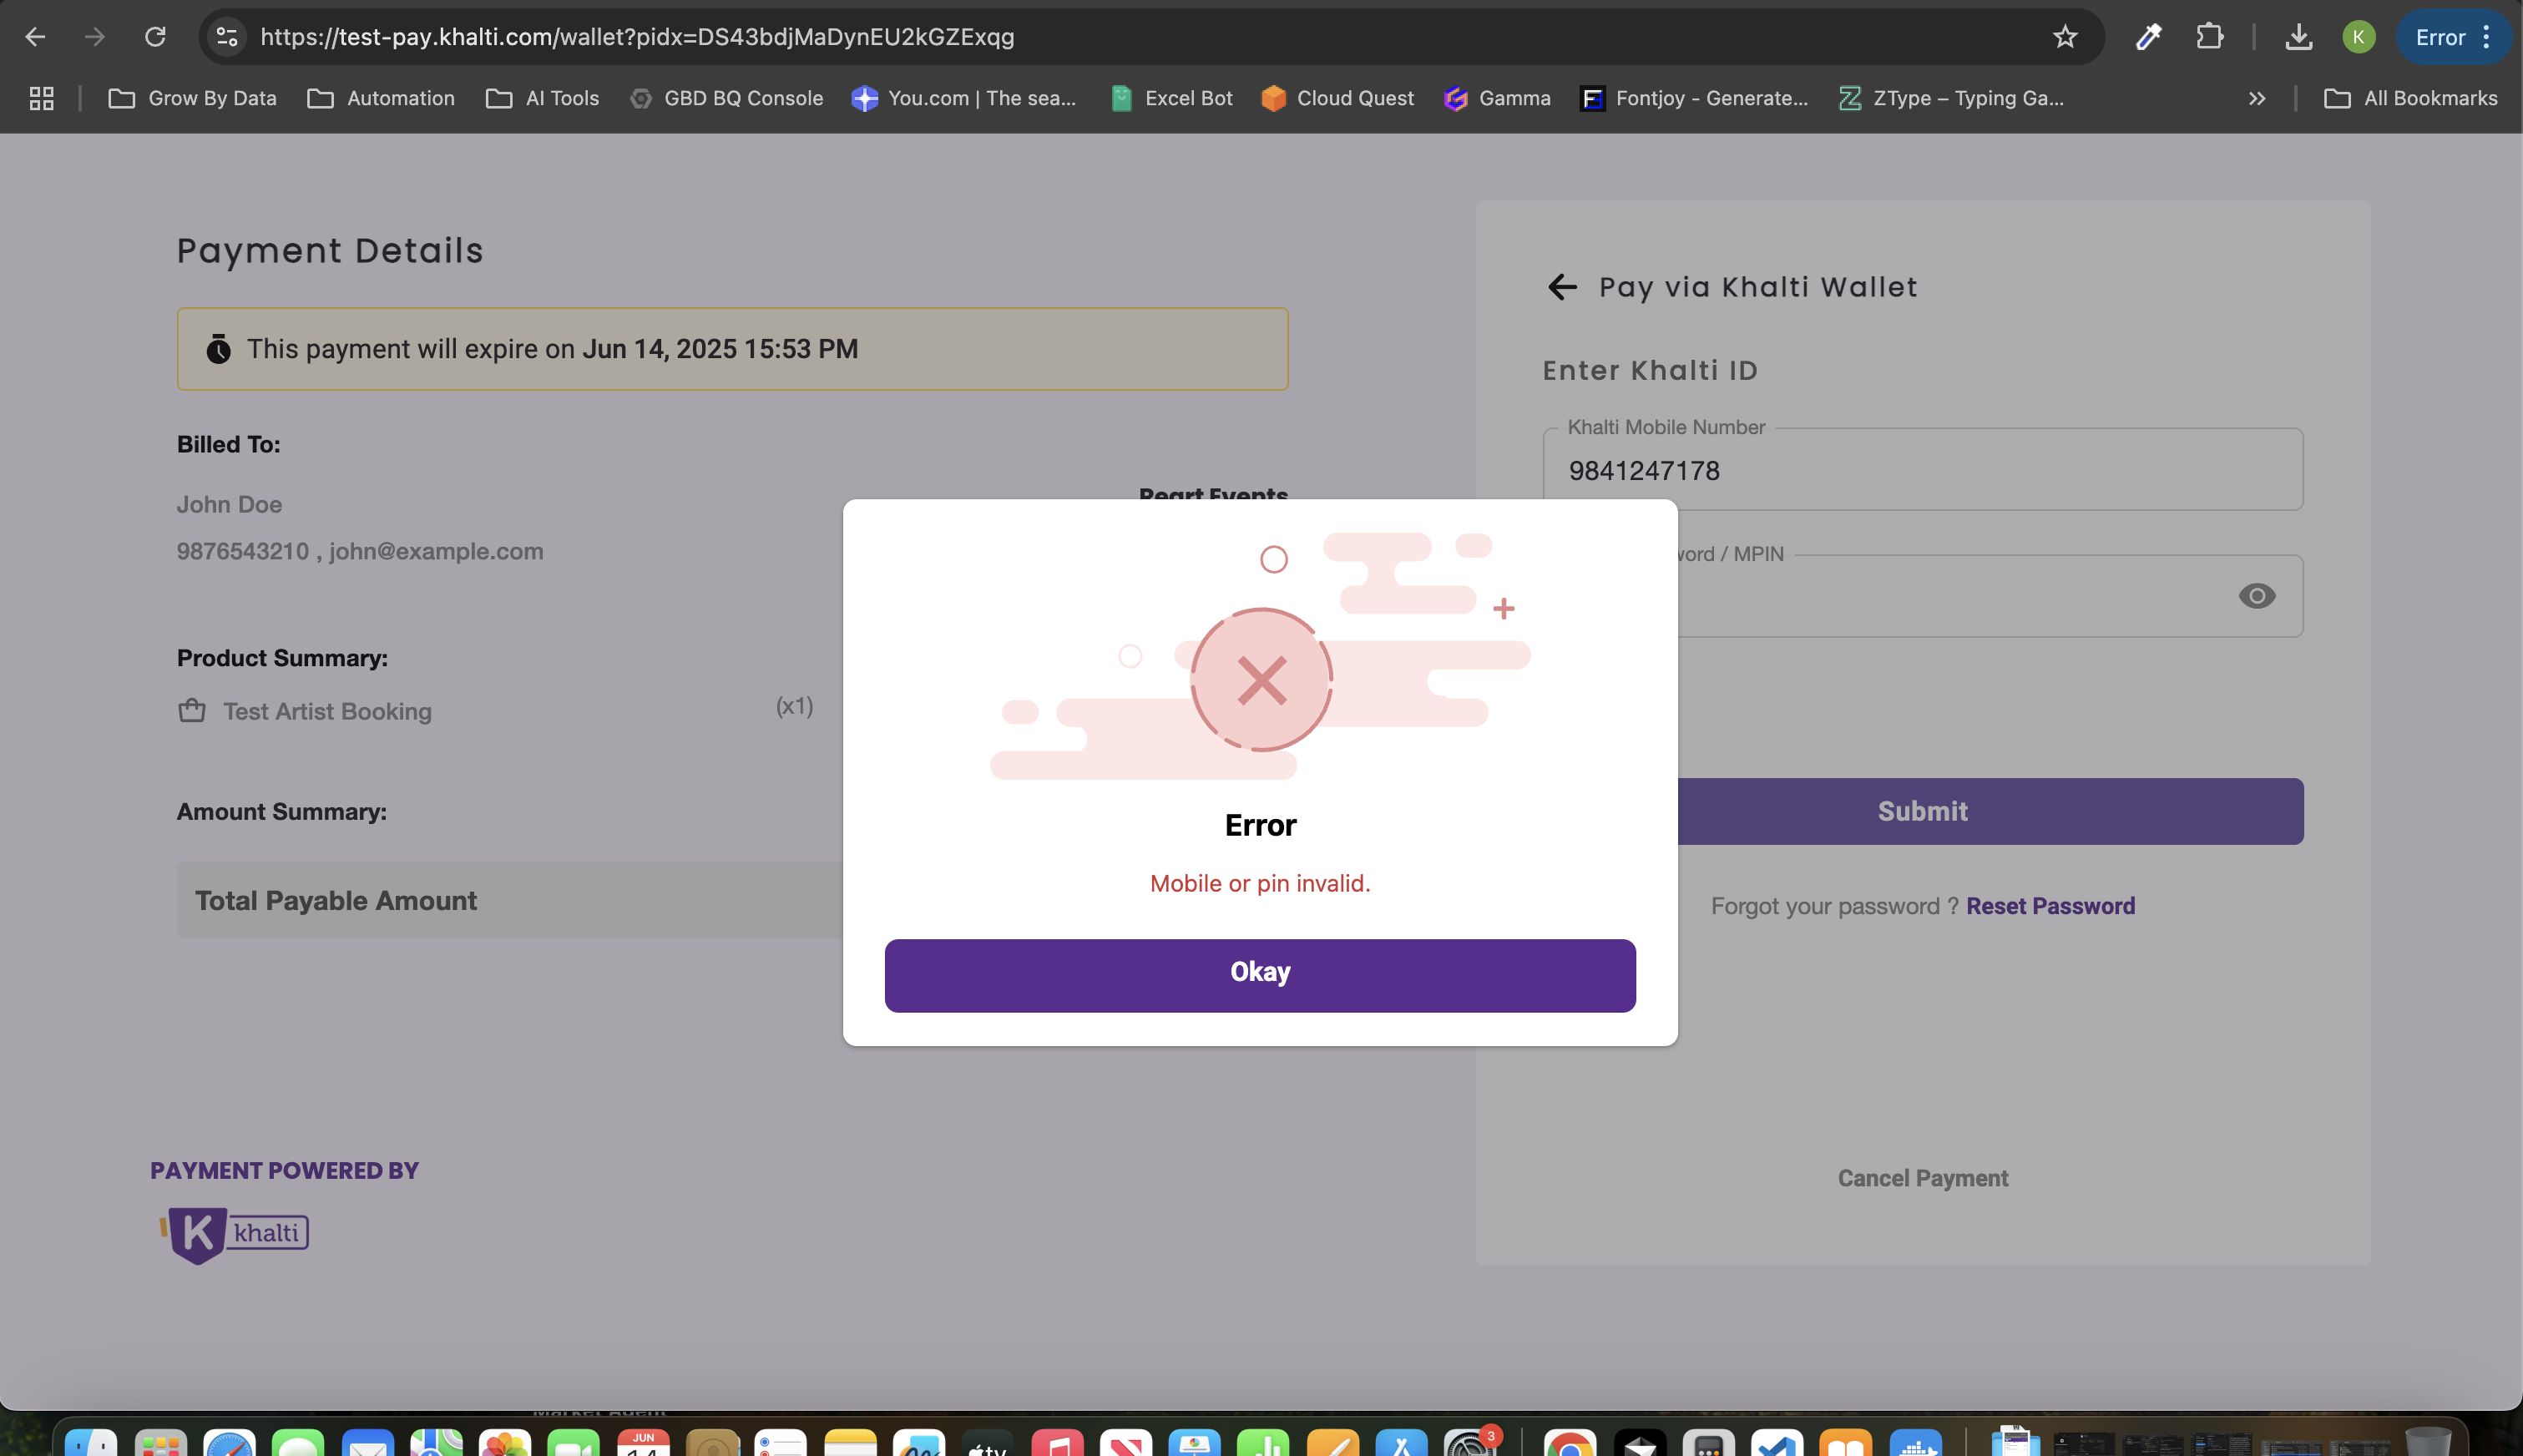 https://test-pay.khalti.com/wallet?pidx=DS43bdjMaDynEU2kGZExqg
K
Error
Grow By Data
Automation
AI Tools
GBD BQ Console
You.com | The sea...
Excel Bot
Cloud Quest
Gamma
Fontjoy - Generate...
ZType – Typing Ga...
All Bookmarks
Payment Details
This payment will expire on Jun 14, 2025 15:53 PM
Billed To:
John Doe
9876543210 , john@example.com
Product Summary:
Test Artist Booking
(x1)
Amount Summary:
Total Payable Amount
PAYMENT POWERED BY
K khalti
Pay via Khalti Wallet
Enter Khalti ID
Khalti Mobile Number
9841247178
/ MPIN
Submit
Forgot your password ? Reset Password
Cancel Payment
Error
Mobile or pin invalid.
Okay
JUN
tv
3